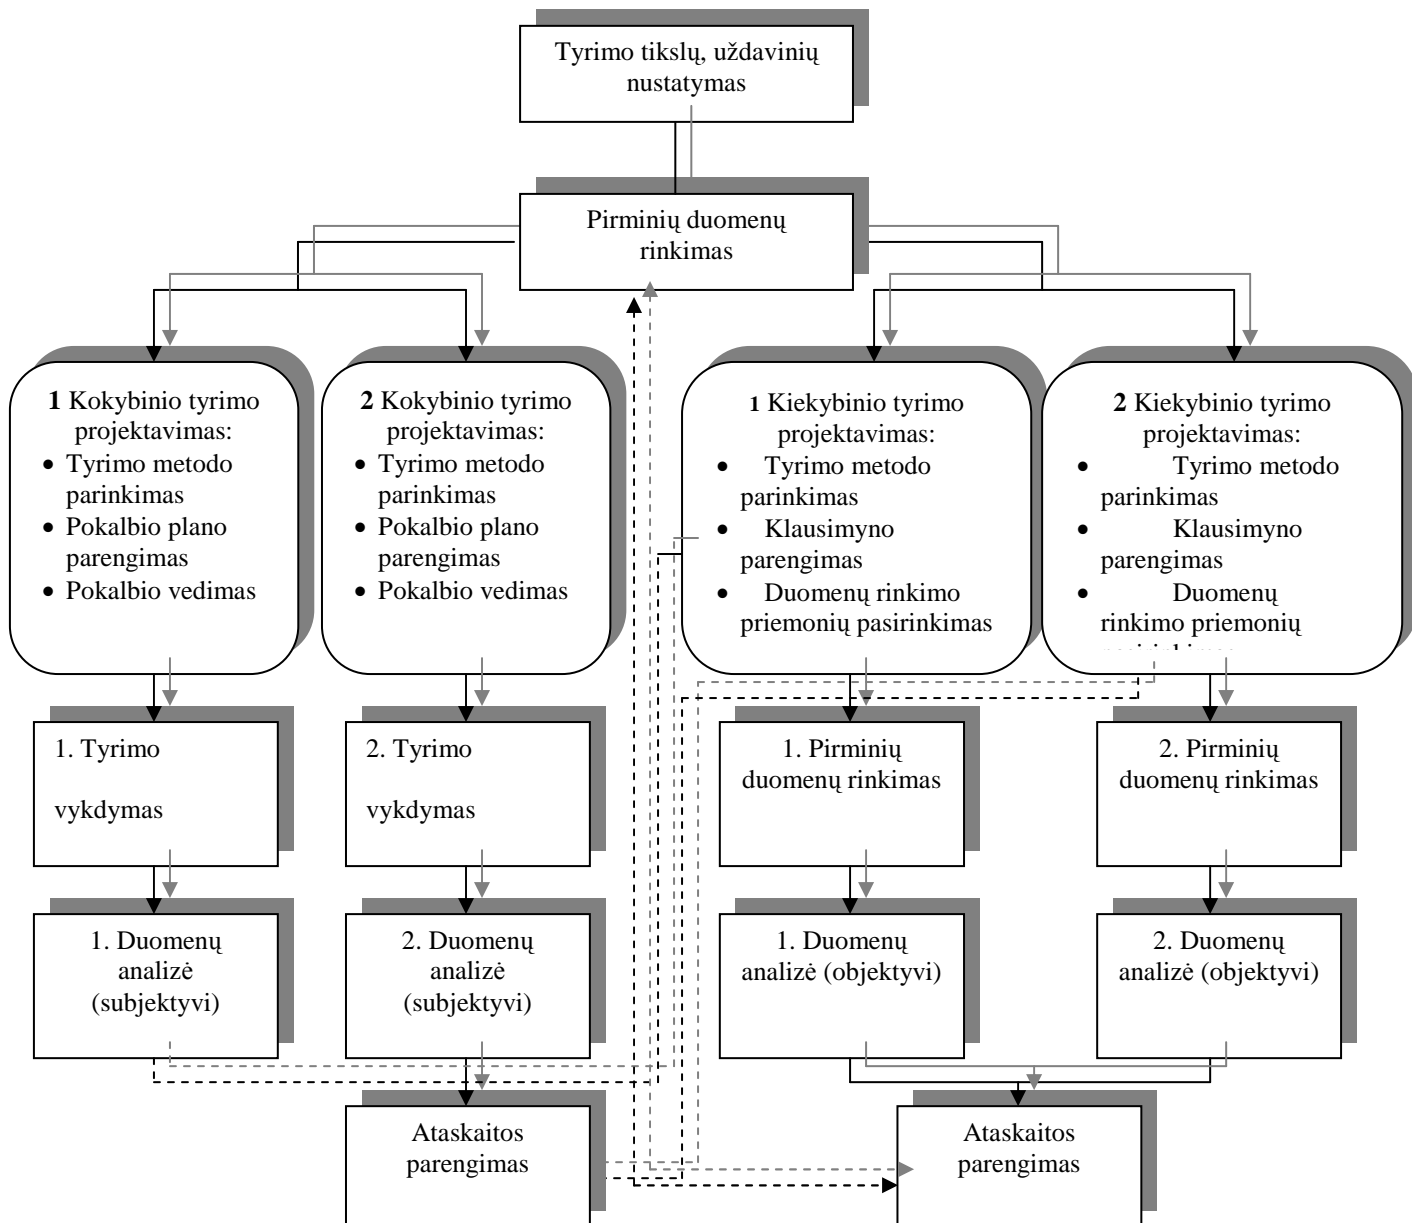 Tyrimo tikslų, uždavinių
nustatymas
Pirminių duomenų
rinkimas
1 Kokybinio tyrimo
projektavimas:
• Tyrimo metodo
parinkimas
• Pokalbio plano
parengimas
• Pokalbio vedimas
2 Kokybinio tyrimo
projektavimas:
• Tyrimo metodo
parinkimas
• Pokalbio plano
parengimas
• Pokalbio vedimas
1 Kiekybinio tyrimo
projektavimas:
• Tyrimo metodo
parinkimas
• Klausimyno
parengimas
• Duomenų rinkimo
priemonių pasirinkimas
2 Kiekybinio tyrimo
projektavimas:
• Tyrimo metodo
parinkimas
• Klausimyno
parengimas
• Duomenų
rinkimo priemonių
1. Tyrimo
vykdymas
2. Tyrimo
vykdymas
1. Pirminių
duomenų rinkimas
2. Pirminių
duomenų rinkimas
1. Duomenų
analizė
(subjektyvi)
2. Duomenų
analizė
(subjektyvi)
1. Duomenų
analizė (objektyvi)
2. Duomenų
analizė (objektyvi)
Ataskaitos
parengimas
Ataskaitos
parengimas